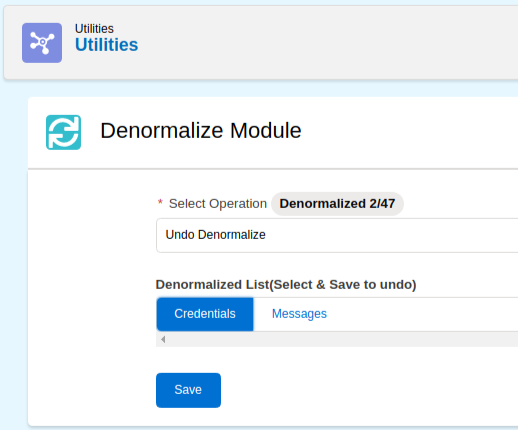 Utilities
Utilities
Denormalize Module
* Select Operation Denormalized 2/47
Undo Denormalize
Denormalized List(Select & Save to undo)
Credentials Messages
Save